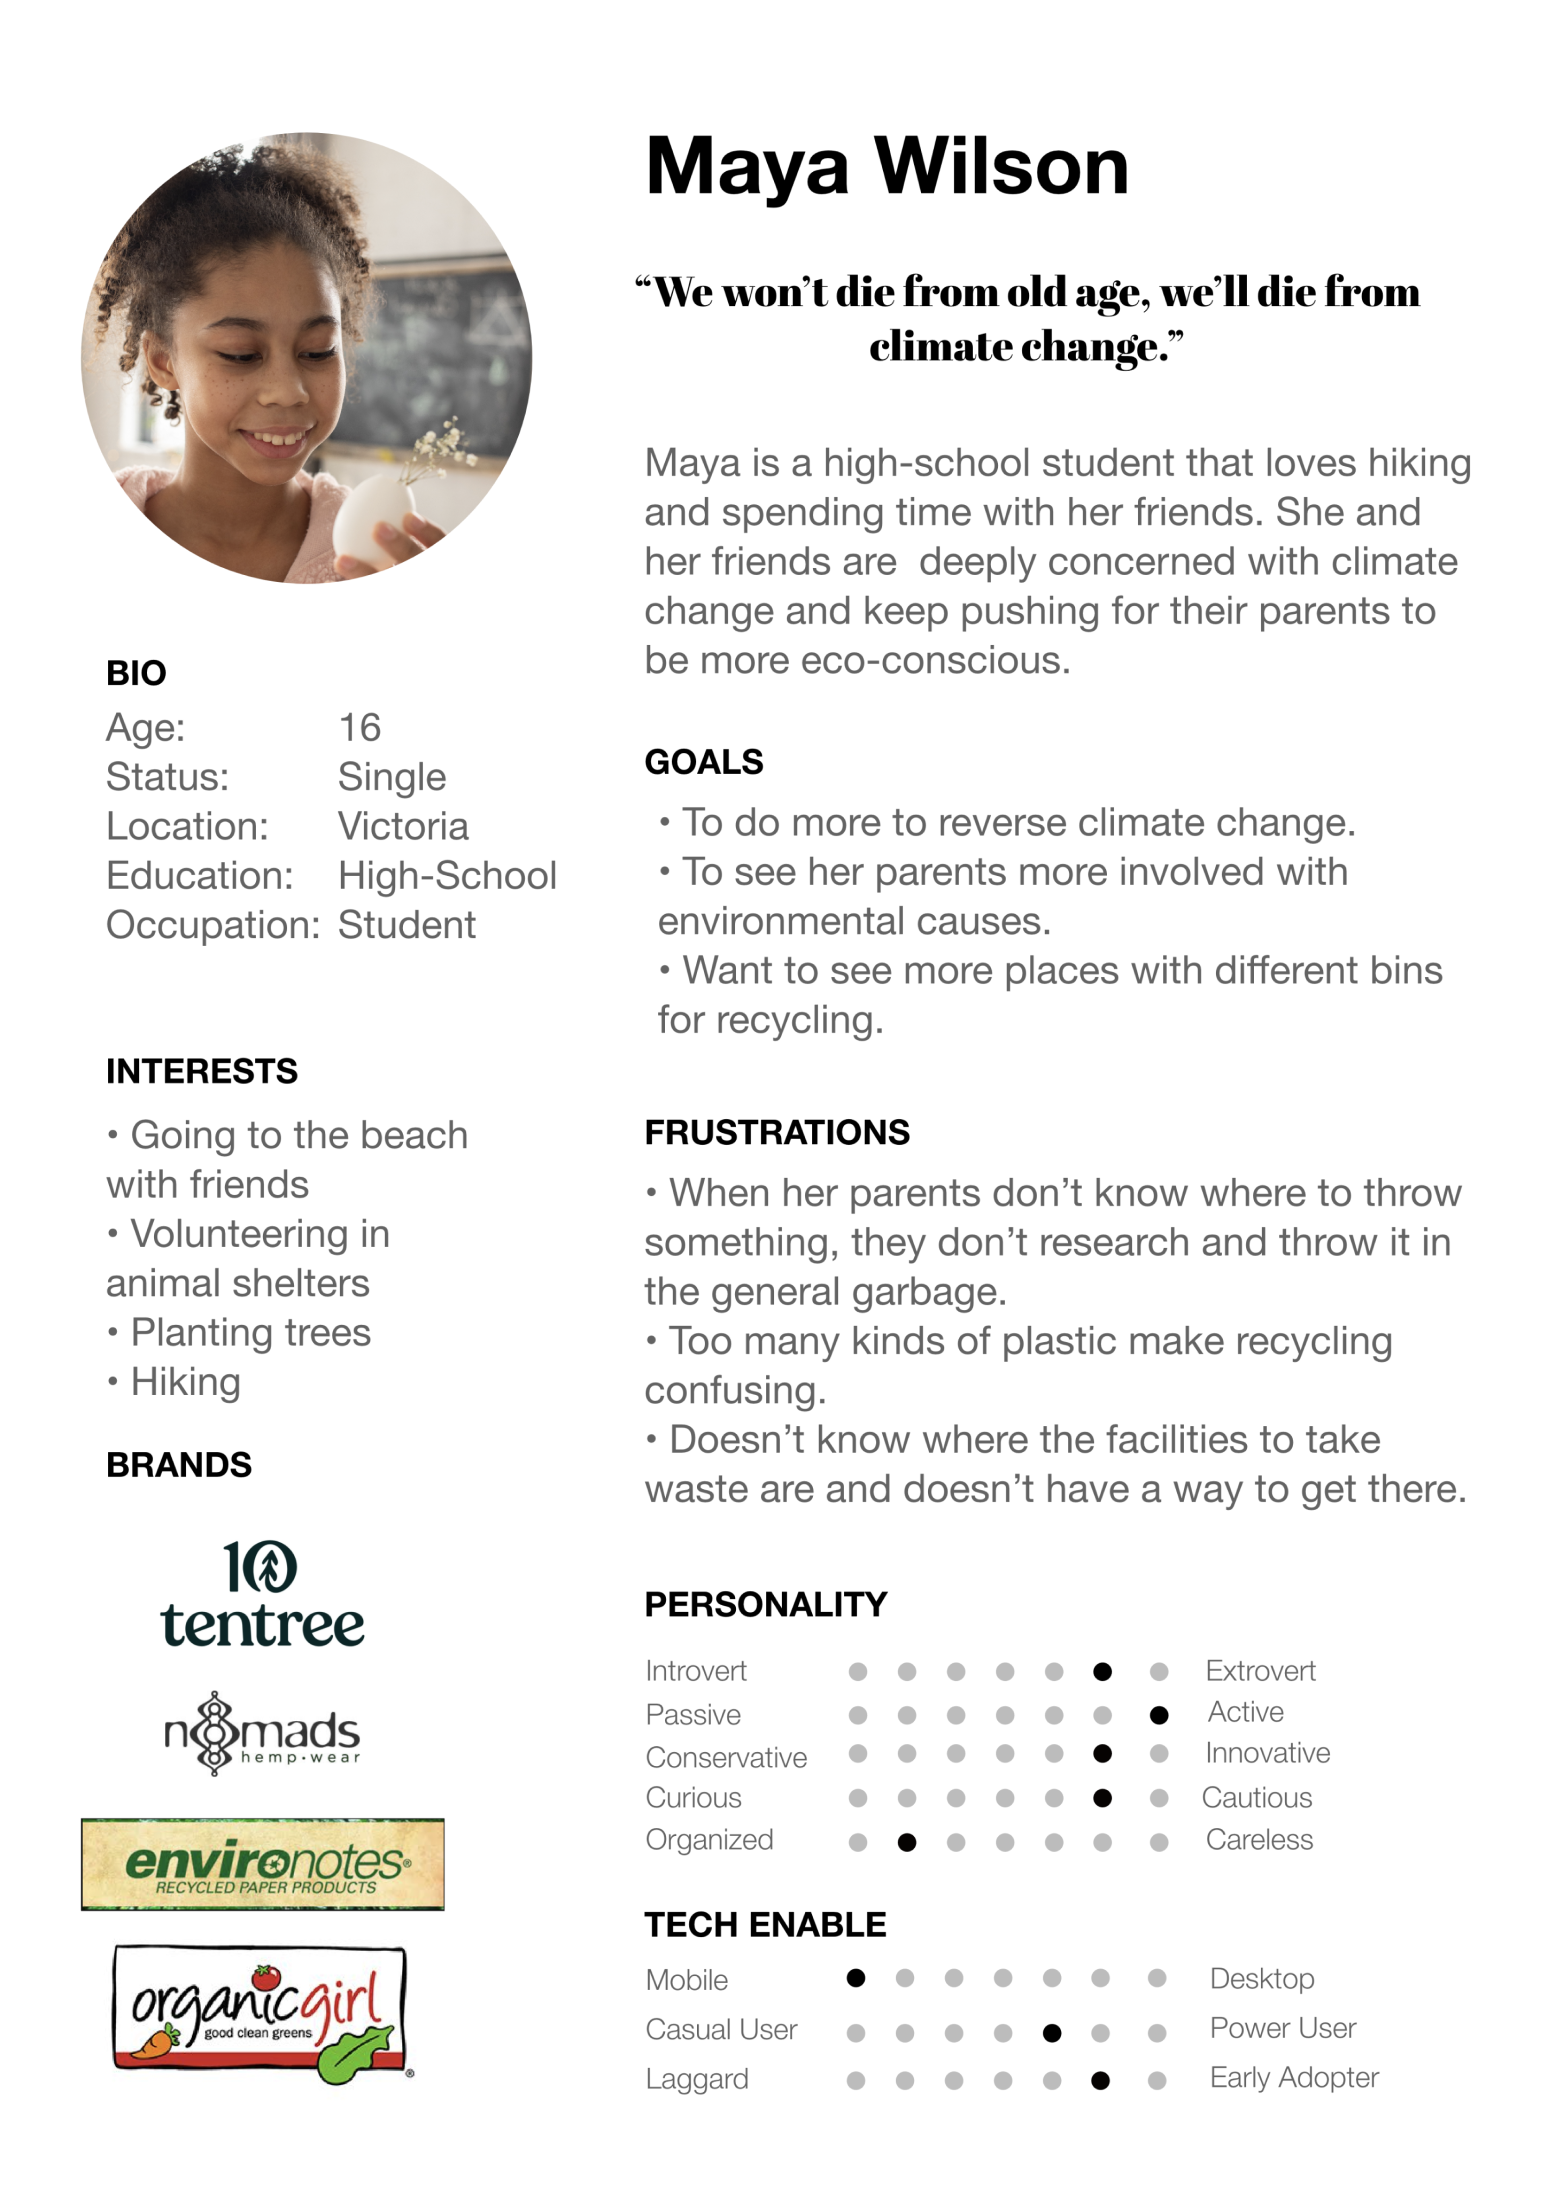 Maya Wilson
“We won’t die from old age, we’ll die from
climate change.”
Maya is a high-school student that loves hiking
and spending time with her friends. She and
her friends are  deeply concerned with climate
change and keep pushing for their parents to
be more eco-conscious.
BIO
Age: 16
Status: Single
Location: Victoria
Education: High-School
Occupation: Student
INTERESTS
• Going to the beach
with friends
• Volunteering in
animal shelters
• Planting trees
• Hiking
BRANDS
10
tentree
nomads
hemp·wear
environotes®
RECYCLED PAPER PRODUCTS
organicgirl
good clean greens
®
GOALS
• To do more to reverse climate change.
• To see her parents more involved with
environmental causes.
• Want to see more places with different bins
for recycling.
FRUSTRATIONS
• When her parents don’t know where to throw
something, they don’t research and throw it in
the general garbage.
• Too many kinds of plastic make recycling
confusing.
• Doesn’t know where the facilities to take
waste are and doesn’t have a way to get there.
PERSONALITY
Introvert Extrovert
Passive Active
Conservative Innovative
Curious Cautious
Organized Careless
TECH ENABLE
Mobile Desktop
Casual User Power User
Laggard Early Adopter